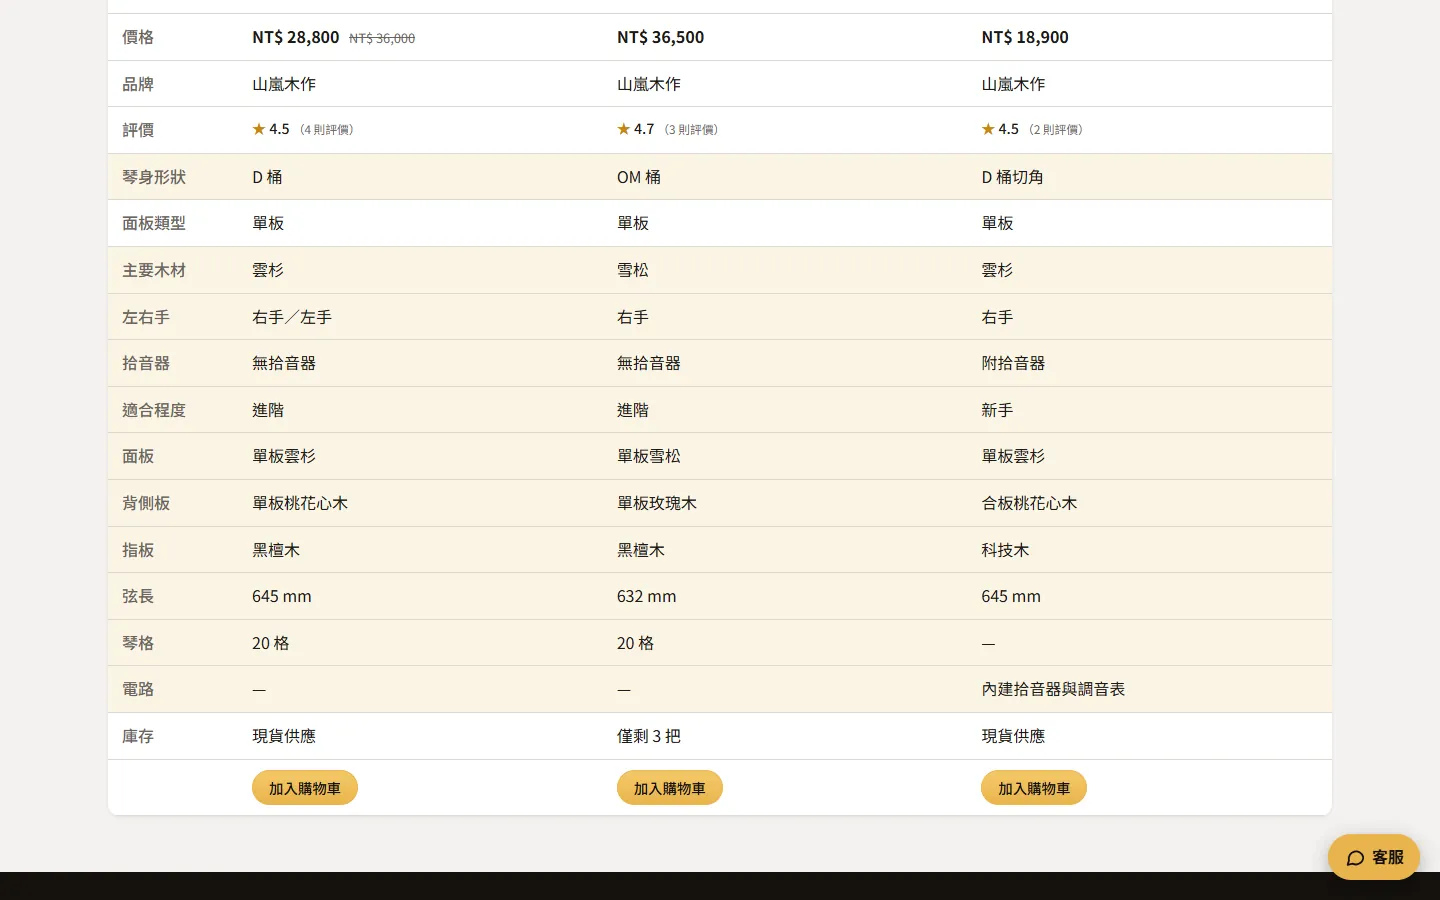 價格 NT$ 28,800 NT$ 36,000 NT$ 36,500 NT$ 18,900
品牌 山嵐木作 山嵐木作 山嵐木作
評價 ★ 4.5 （4 則評價） ★ 4.7 （3 則評價） ★ 4.5 （2 則評價）
琴身形狀 D 桶 OM 桶 D 桶切角
面板類型 單板 單板 單板
主要木材 雲杉 雪松 雲杉
左右手 右手／左手 右手 右手
拾音器 無拾音器 無拾音器 附拾音器
適合程度 進階 進階 新手
面板 單板雲杉 單板雪松 單板雲杉
背側板 單板桃花心木 單板玫瑰木 合板桃花心木
指板 黑檀木 黑檀木 科技木
弦長 645 mm 632 mm 645 mm
琴格 20 格 20 格 —
電路 — — 內建拾音器與調音表
庫存 現貨供應 僅剩 3 把 現貨供應
加入購物車 加入購物車 加入購物車
客服